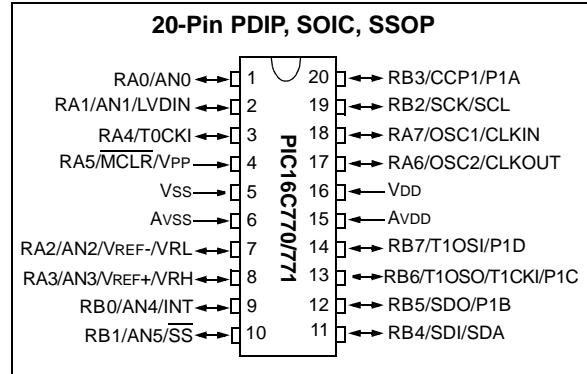 20-Pin PDIP, SOIC, SSOP
RA0/AN0 1 20 RB3/CCP1/P1A
RA1/AN1/LVDIN 2 19 RB2/SCK/SCL
RA4/T0CKI 3 18 RA7/OSC1/CLKIN
RA5/MCLR/VPP 4 17 RA6/OSC2/CLKOUT
VSS 5 16 VDD
AVSS 6 15 AVDD
RA2/AN2/VREF-/VRL 7 14 RB7/T1OSI/P1D
RA3/AN3/VREF+/VRH 8 13 RB6/T1OSO/T1CKI/P1C
RB0/AN4/INT 9 12 RB5/SDO/P1B
RB1/AN5/SS 10 11 RB4/SDI/SDA
PIC16C770/771